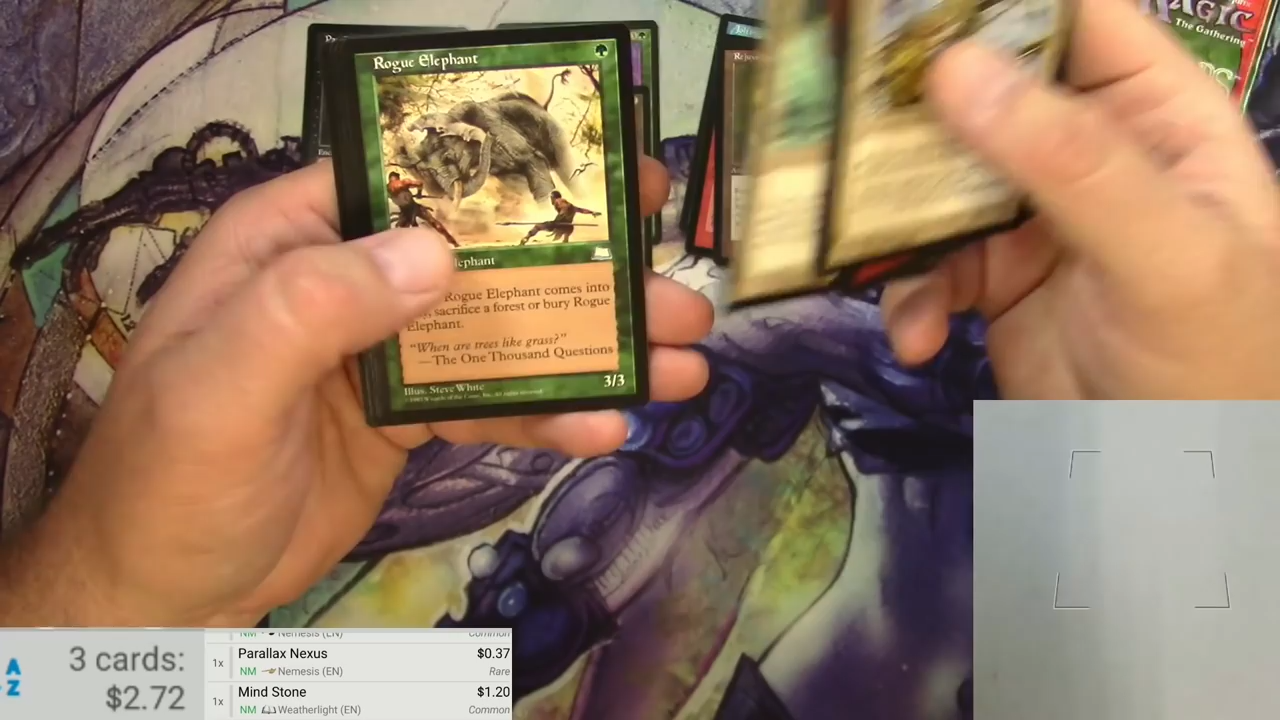 Rogue Elephant
lephant
Rogue Elephant comes into
, sacrifice a forest or bury Rogue
Elephant.
"When are trees like grass?"
—The One Thousand Questions
Illus. Steve White
3/3
MAGIC
The Gathering
A
Z
3 cards:
$2.72
NM Nemesis (EN) Common
1x Parallax Nexus $0.37
NM Nemesis (EN) Rare
1x Mind Stone $1.20
NM Weatherlight (EN) Common